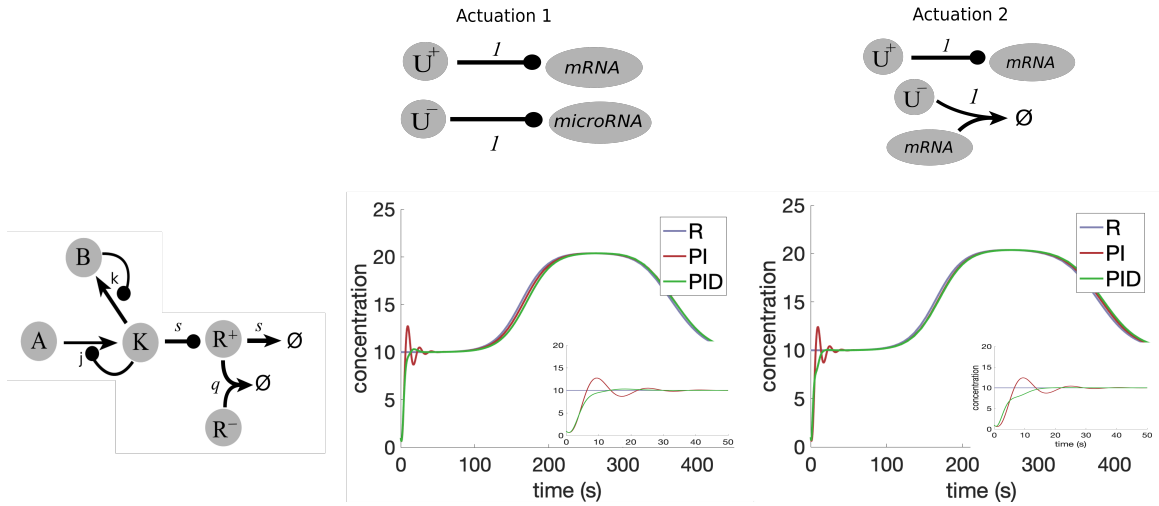 Actuation 1
U+ 1 mRNA
U− 1 microRNA
Actuation 2
U+ 1 mRNA
U− 1 Ø
mRNA
B
k
A K s R+ s Ø
j
q Ø
R−
25
20
15
10
5
0
concentration
0 100 200 300 400
time (s)
R
PI
PID
20
15
10
5
0
0 10 20 30 40 50
25
20
15
10
5
0
concentration
0 100 200 300 400
time (s)
R
PI
PID
20
15
10
5
0
concentration
0 10 20 30 40 50
time (s)